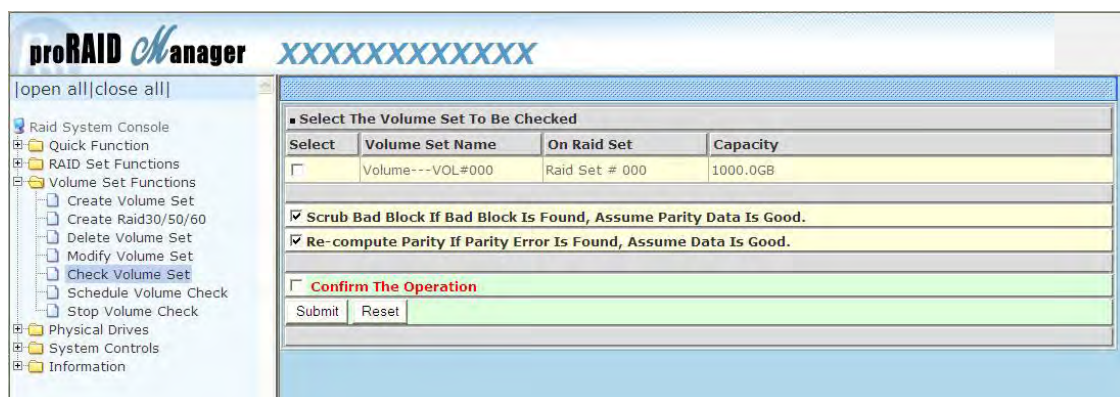 proRAID Manager XXXXXXXXXXXX
|open all|close all|
Raid System Console
Quick Function
RAID Set Functions
Volume Set Functions
Create Volume Set
Create Raid30/50/60
Delete Volume Set
Modify Volume Set
Check Volume Set
Schedule Volume Check
Stop Volume Check
Physical Drives
System Controls
Information
Select The Volume Set To Be Checked
Select Volume Set Name On Raid Set Capacity
Volume---VOL#000 Raid Set # 000 1000.0GB
Scrub Bad Block If Bad Block Is Found, Assume Parity Data Is Good.
Re-compute Parity If Parity Error Is Found, Assume Data Is Good.
Confirm The Operation
Submit Reset